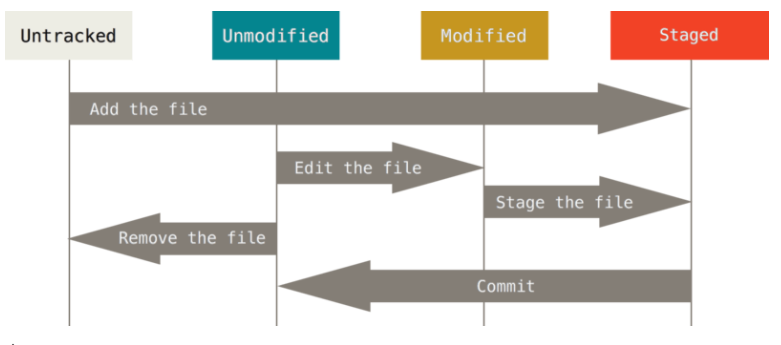 Untracked
Unmodified
Modified
Staged
Add the file
Edit the file
Stage the file
Remove the file
Commit